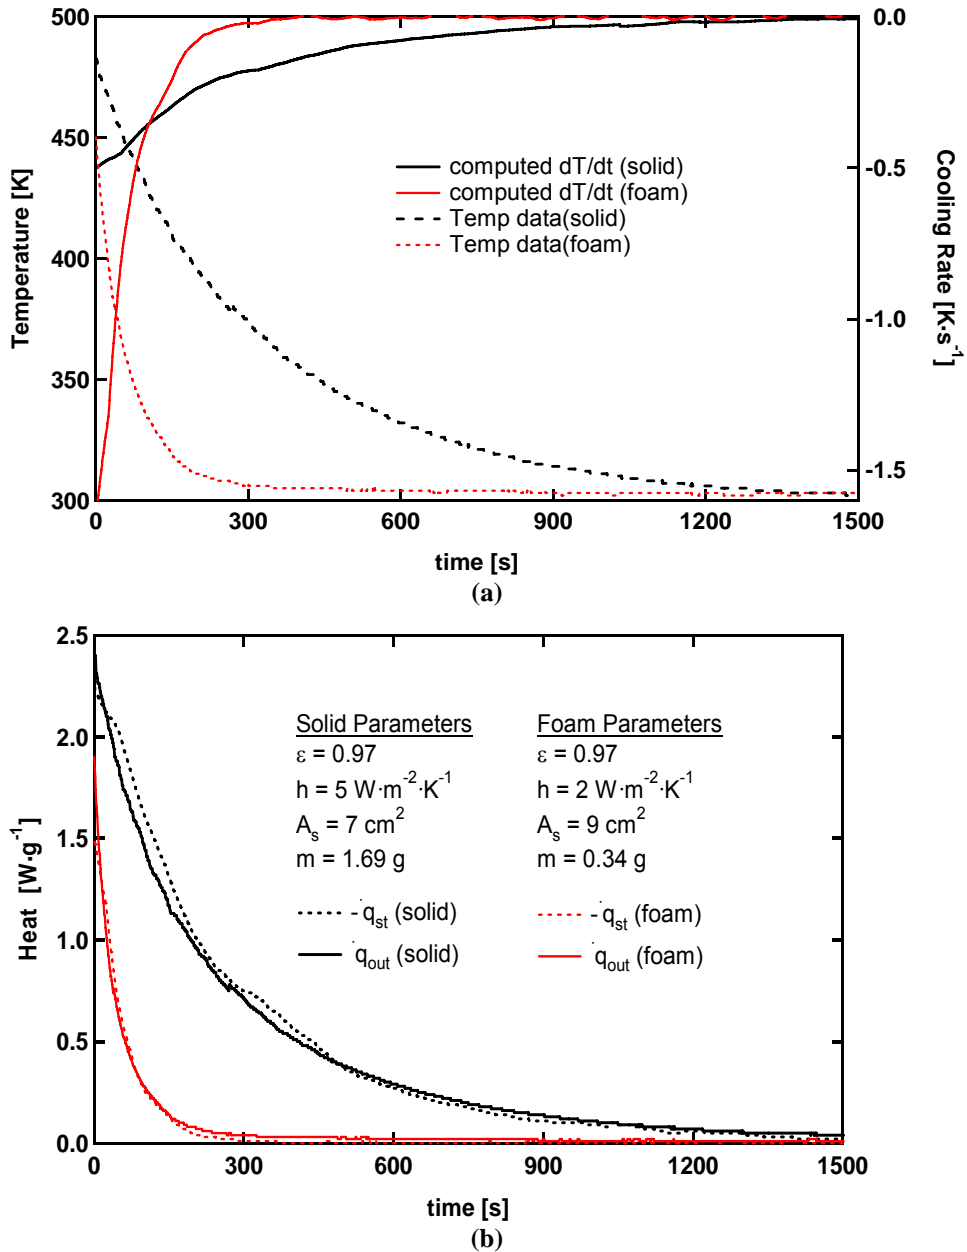 500
450
400
350
300
Temperature [K]
0.0
-0.5
-1.0
-1.5
Cooling Rate [K·s⁻¹]
computed dT/dt (solid)
computed dT/dt (foam)
Temp data(solid)
Temp data(foam)
0 300 600 900 1200 1500
time [s]
(a)
2.5
2.0
1.5
1.0
0.5
0.0
Heat [W·g⁻¹]
Solid Parameters
ε = 0.97
h = 5 W·m⁻²·K⁻¹
Aₛ = 7 cm²
m = 1.69 g
-q̇st (solid)
q̇out (solid)
Foam Parameters
ε = 0.97
h = 2 W·m⁻²·K⁻¹
Aₛ = 9 cm²
m = 0.34 g
-q̇st (foam)
q̇out (foam)
0 300 600 900 1200 1500
time [s]
(b)